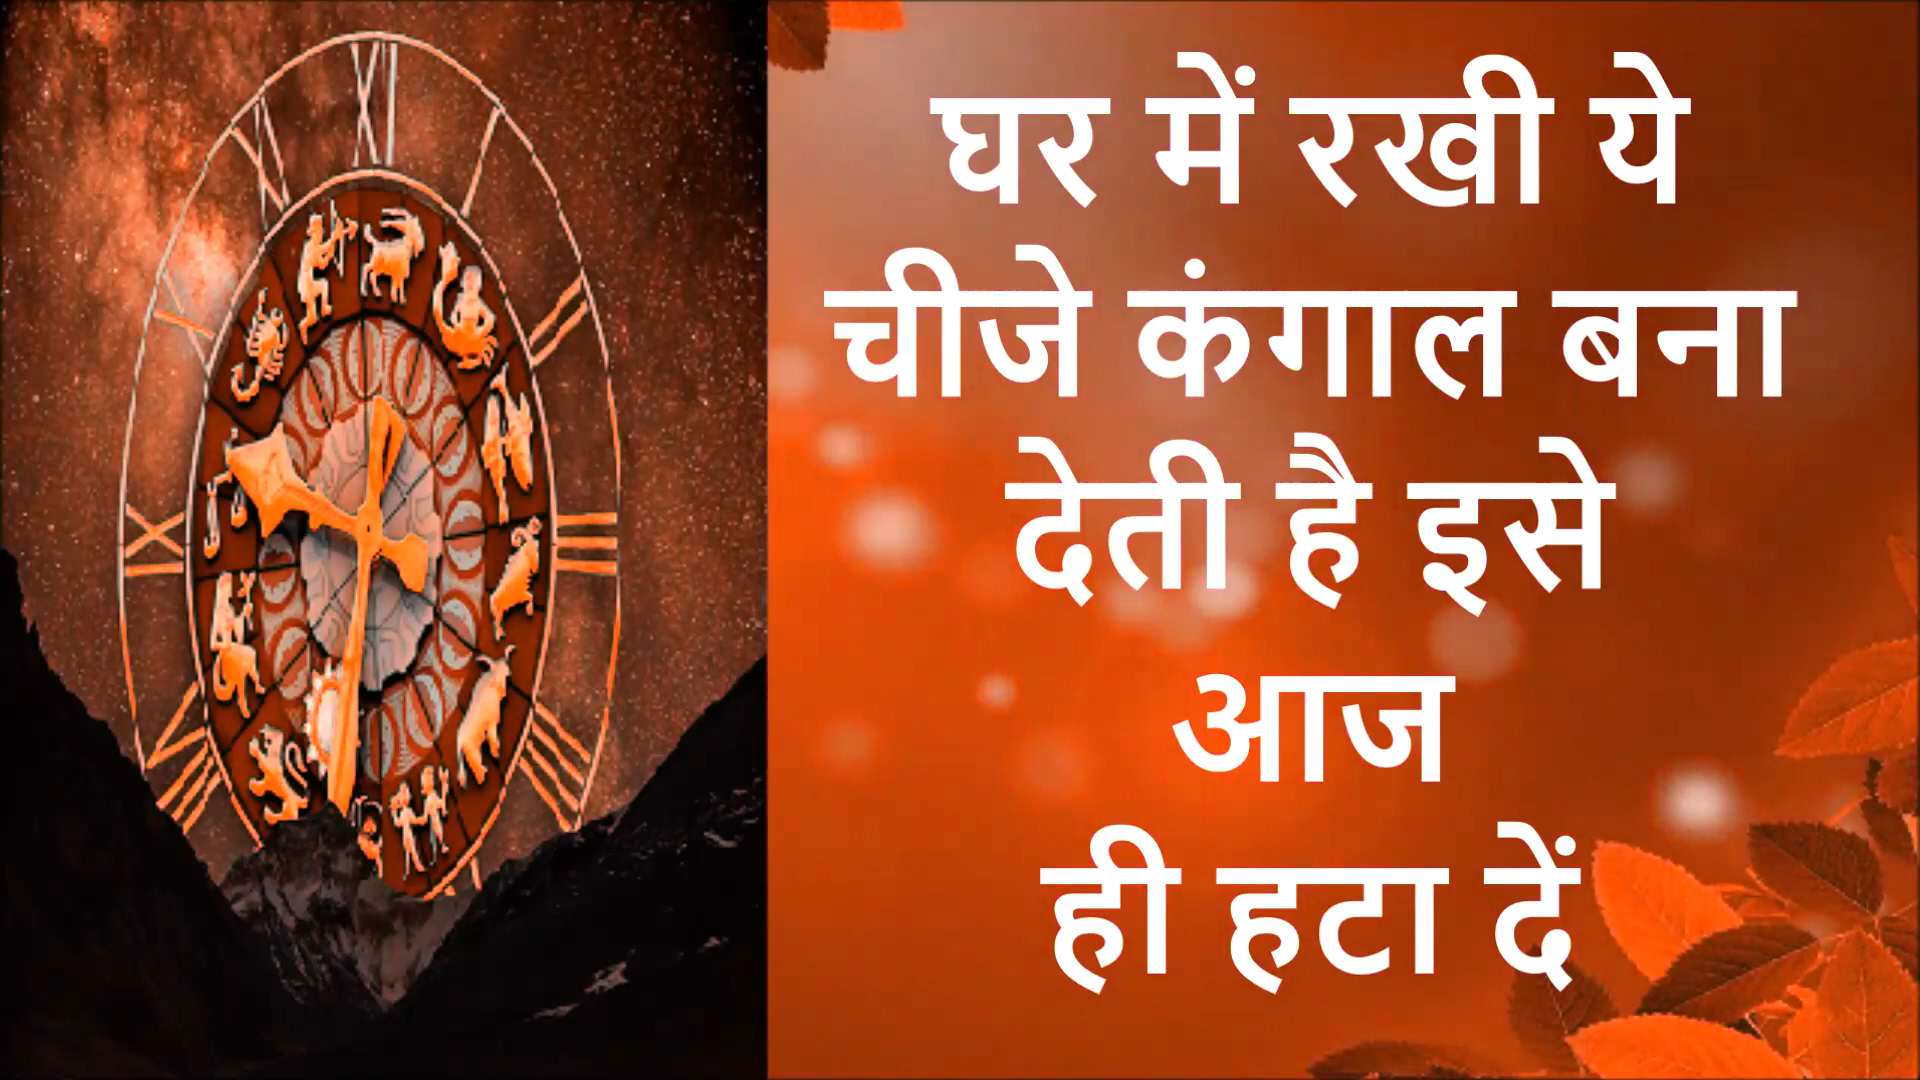 घर में रखी ये
चीजे कंगाल बना
देती है इसे
आज
ही हटा दें